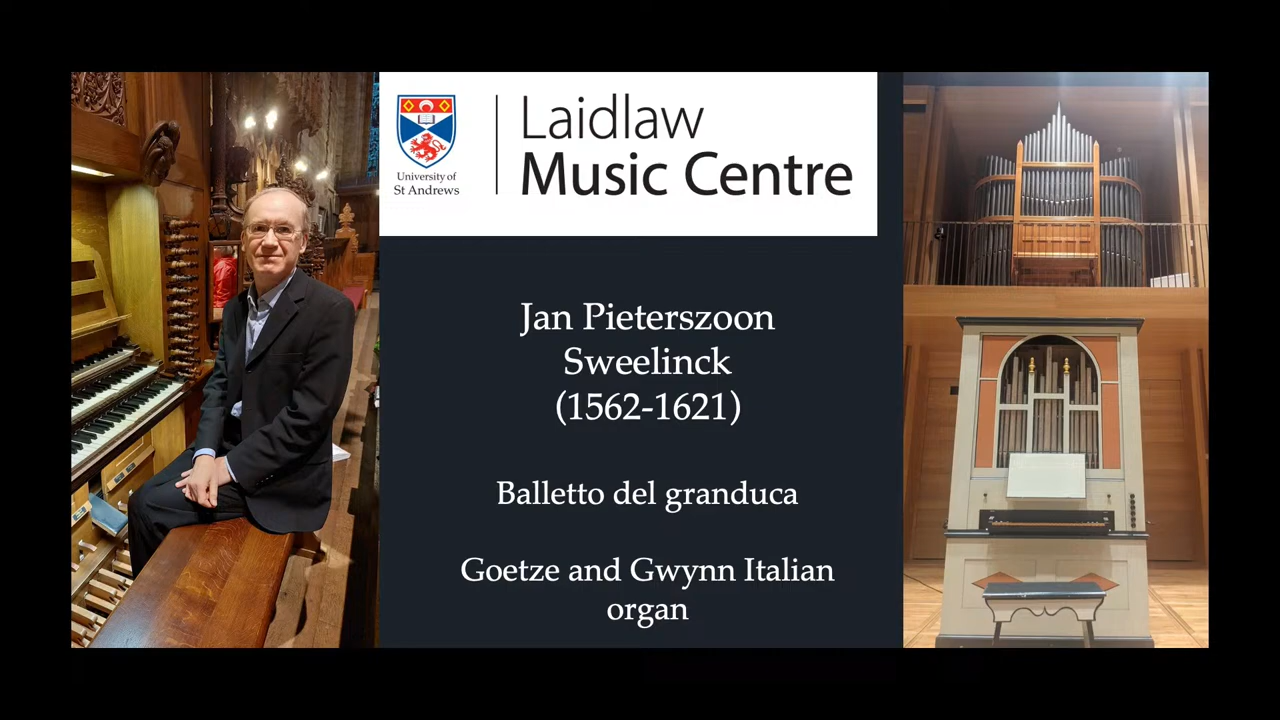 University of
St Andrews
Laidlaw
Music Centre
Jan Pieterszoon
Sweelinck
(1562-1621)
Balletto del granduca
Goetze and Gwynn Italian
organ